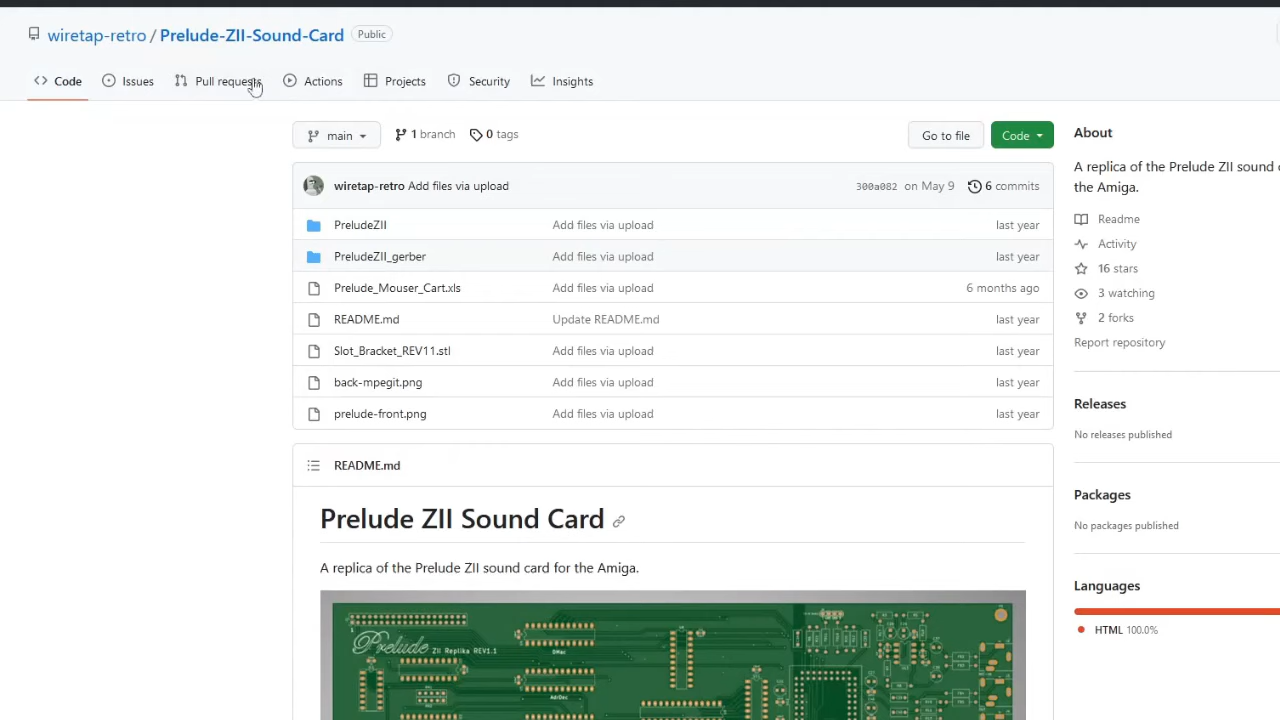 wiretap-retro / Prelude-ZII-Sound-Card Public
Code Issues Pull requests Actions Projects Security Insights
main 1 branch 0 tags Go to file Code
wiretap-retro Add files via upload 300a082 on May 9 6 commits
PreludeZII Add files via upload last year
PreludeZII_gerber Add files via upload last year
Prelude_Mouser_Cart.xls Add files via upload 6 months ago
README.md Update README.md last year
Slot_Bracket_REV11.stl Add files via upload last year
back-mpegit.png Add files via upload last year
prelude-front.png Add files via upload last year
README.md
Prelude ZII Sound Card
A replica of the Prelude ZII sound card for the Amiga.
Prelude ZII Replika REV1.1
DMac
AdrDec
About
A replica of the Prelude ZII sound
the Amiga.
Readme
Activity
16 stars
3 watching
2 forks
Report repository
Releases
No releases published
Packages
No packages published
Languages
HTML 100.0%